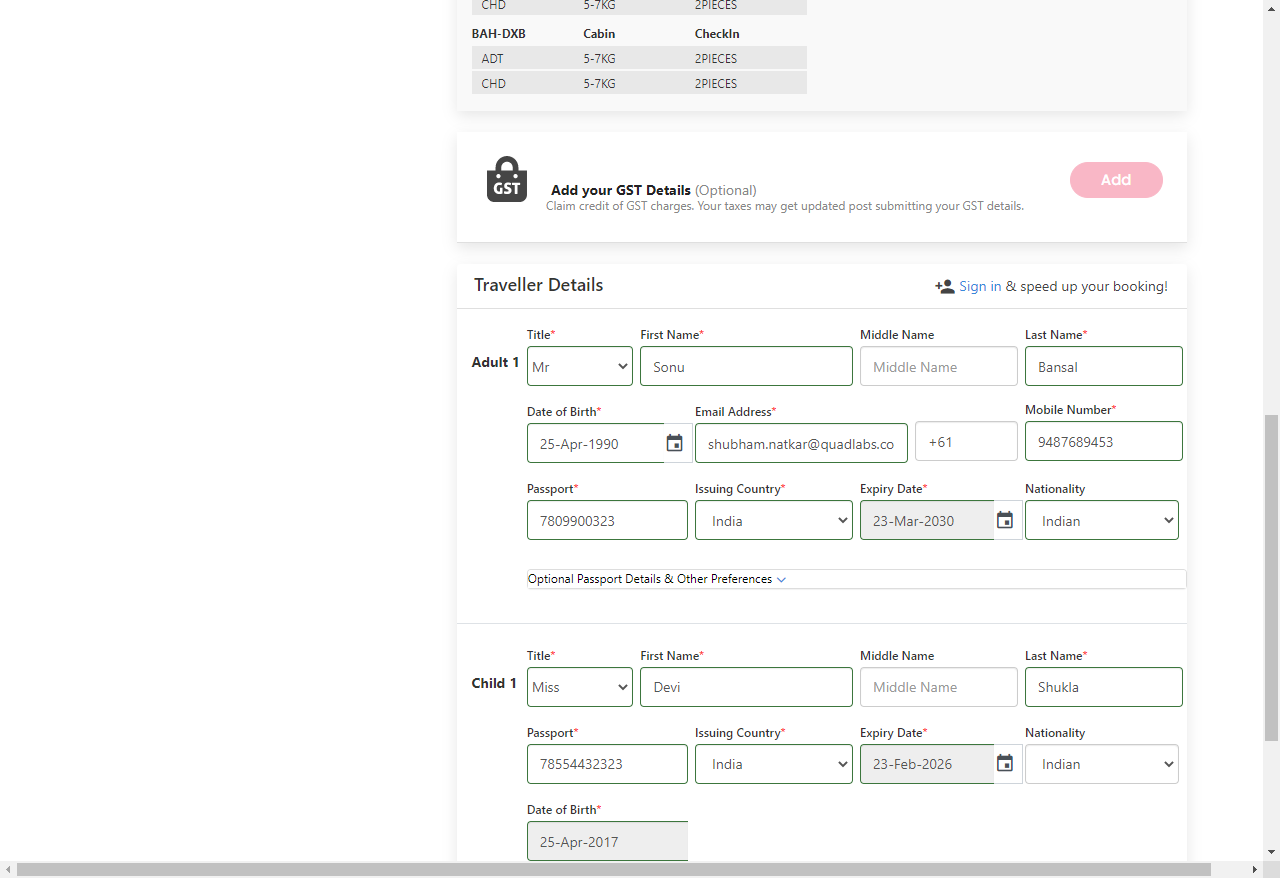 CHD 5-7KG 2PIECES
BAH-DXB Cabin CheckIn
ADT 5-7KG 2PIECES
CHD 5-7KG 2PIECES
GST
Add your GST Details (Optional)
Claim credit of GST charges. Your taxes may get updated post submitting your GST details.
Add
Traveller Details
Sign in & speed up your booking!
Title* First Name* Middle Name Last Name*
Adult 1 Mr Sonu Middle Name Bansal
Date of Birth* Email Address* Mobile Number*
25-Apr-1990 shubham.natkar@quadlabs.co +61 9487689453
Passport* Issuing Country* Expiry Date* Nationality
7809900323 India 23-Mar-2030 Indian
Optional Passport Details & Other Preferences
Title* First Name* Middle Name Last Name*
Child 1 Miss Devi Middle Name Shukla
Passport* Issuing Country* Expiry Date* Nationality
78554432323 India 23-Feb-2026 Indian
Date of Birth*
25-Apr-2017